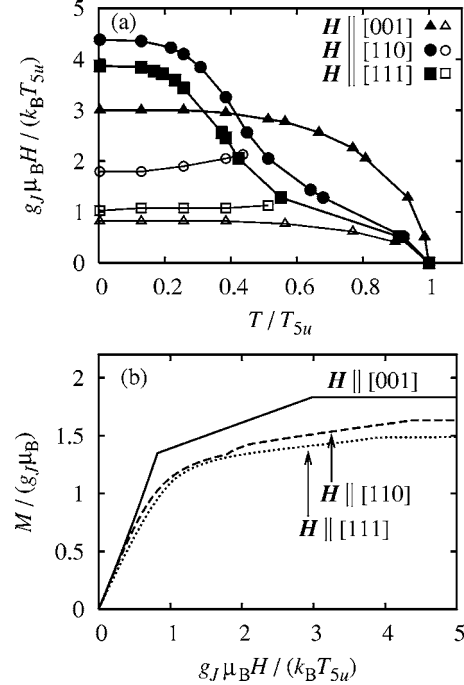 (a)
H || [001]
H || [110]
H || [111]
g_J μ_B H / (k_B T_5u)
5
4
3
2
1
0
0 0.2 0.4 0.6 0.8 1
T / T_5u
(b)
H || [001]
H || [110]
H || [111]
M / (g_J μ_B)
2
1.5
1
0.5
0
0 1 2 3 4 5
g_J μ_B H / (k_B T_5u)